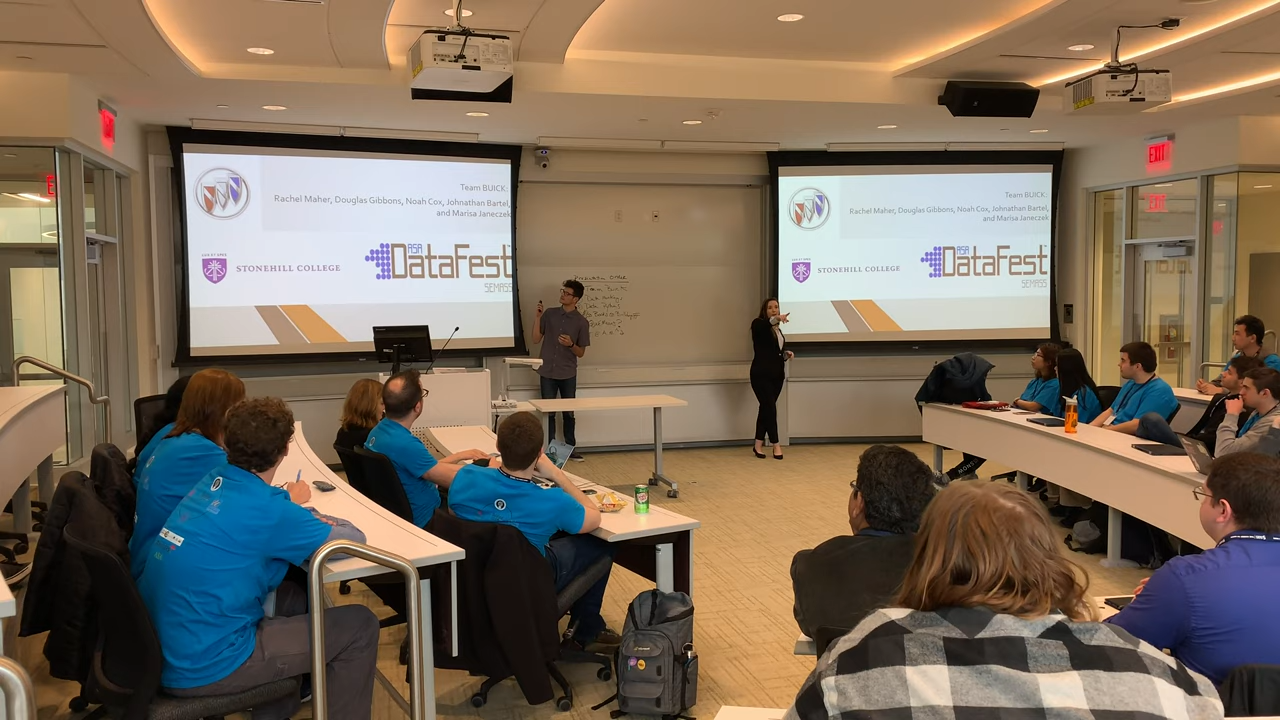 EXIT
Team BUICK:
Rachel Maher, Douglas Gibbons, Noah Cox, Johnathan Bartel,
and Marisa Janeczek
STONEHILL COLLEGE
ASA
DataFest
SEMASS
Team BUICK:
Rachel Maher, Douglas Gibbons, Noah Cox, Johnathan Bartel,
and Marisa Janeczek
STONEHILL COLLEGE
ASA
DataFest
SEMASS
EXIT
Team Buick